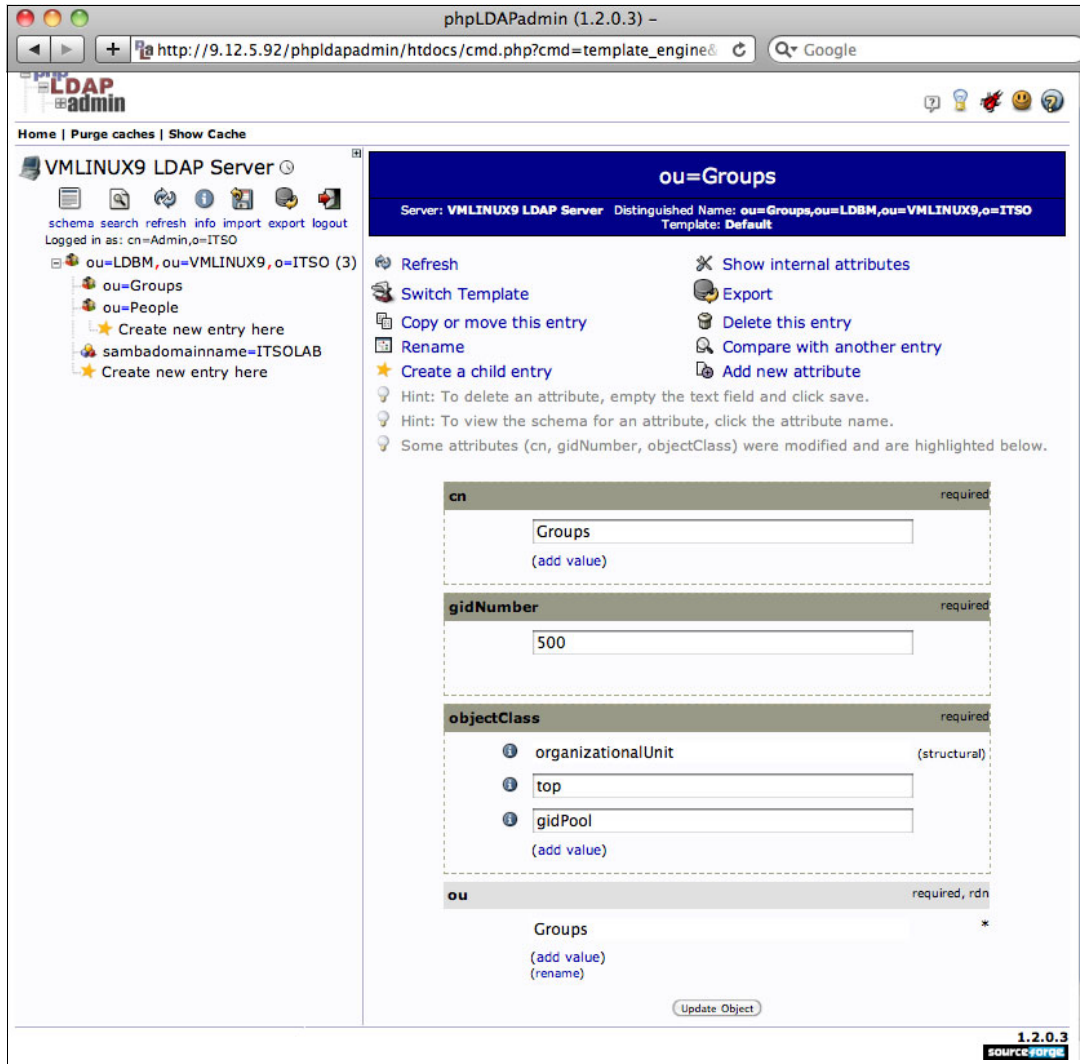 phpLDAPadmin (1.2.0.3) –
http://9.12.5.92/phpldapadmin/htdocs/cmd.php?cmd=template_engine&
Google
php
LDAP
admin
Home | Purge caches | Show Cache
VMLINUX9 LDAP Server
schema search refresh info import export logout
Logged in as: cn=Admin,o=ITSO
ou=LDBM,ou=VMLINUX9,o=ITSO (3)
ou=Groups
ou=People
Create new entry here
sambadomainname=ITSOLAB
Create new entry here
ou=Groups
Server: VMLINUX9 LDAP Server Distinguished Name: ou=Groups,ou=LDBM,ou=VMLINUX9,o=ITSO
Template: Default
Refresh Show internal attributes
Switch Template Export
Copy or move this entry Delete this entry
Rename Compare with another entry
Create a child entry Add new attribute
Hint: To delete an attribute, empty the text field and click save.
Hint: To view the schema for an attribute, click the attribute name.
Some attributes (cn, gidNumber, objectClass) were modified and are highlighted below.
cn required
Groups
(add value)
gidNumber required
500
objectClass required
organizationalUnit (structural)
top
gidPool
(add value)
ou required, rdn
Groups *
(add value)
(rename)
Update Object
1.2.0.3
sourceforge